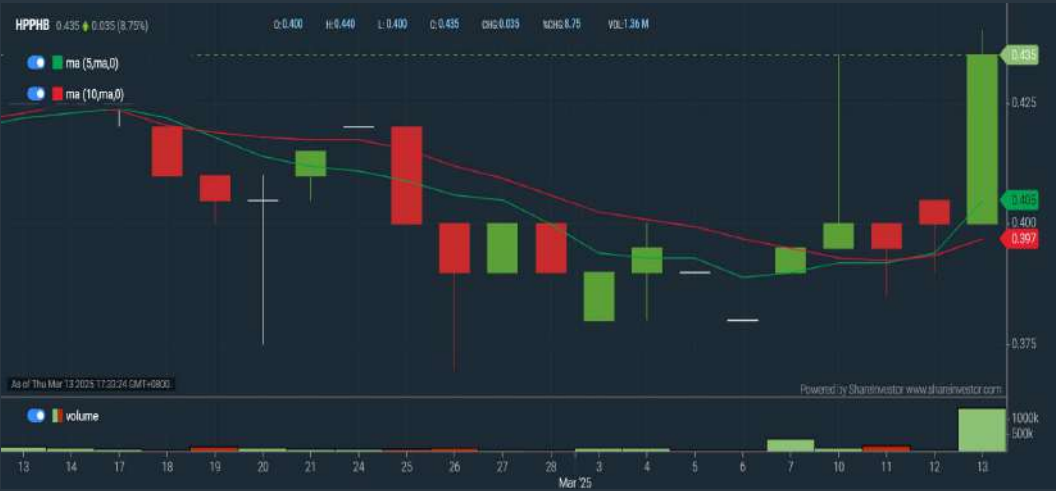 HPPHB 0.435 0.035 (8.75%) O: 0.400 H: 0.440 L: 0.400 C: 0.435 CHG: 0.035 %CHG: 8.75 VOL: 1.36 M
ma (5,ma,0)
ma (10,ma,0)
0.435
0.425
0.405
0.400
0.397
0.375
As of Thu Mar 13 2025 17:33:24 GMT+0800
Powered by ShareInvestor www.shareinvestor.com
volume
1000k
500k
13 14 17 18 19 20 21 24 25 26 27 28 3 4 5 6 7 10 11 12 13
Mar '25